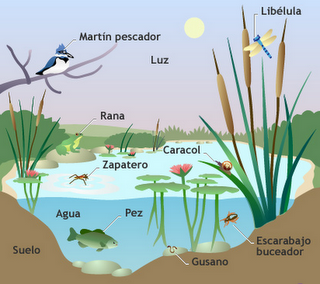 Libélula
Martín pescador
Luz
Rana
Caracol
Zapatero
Agua
Pez
Suelo
Gusano
Escarabajo
buceador